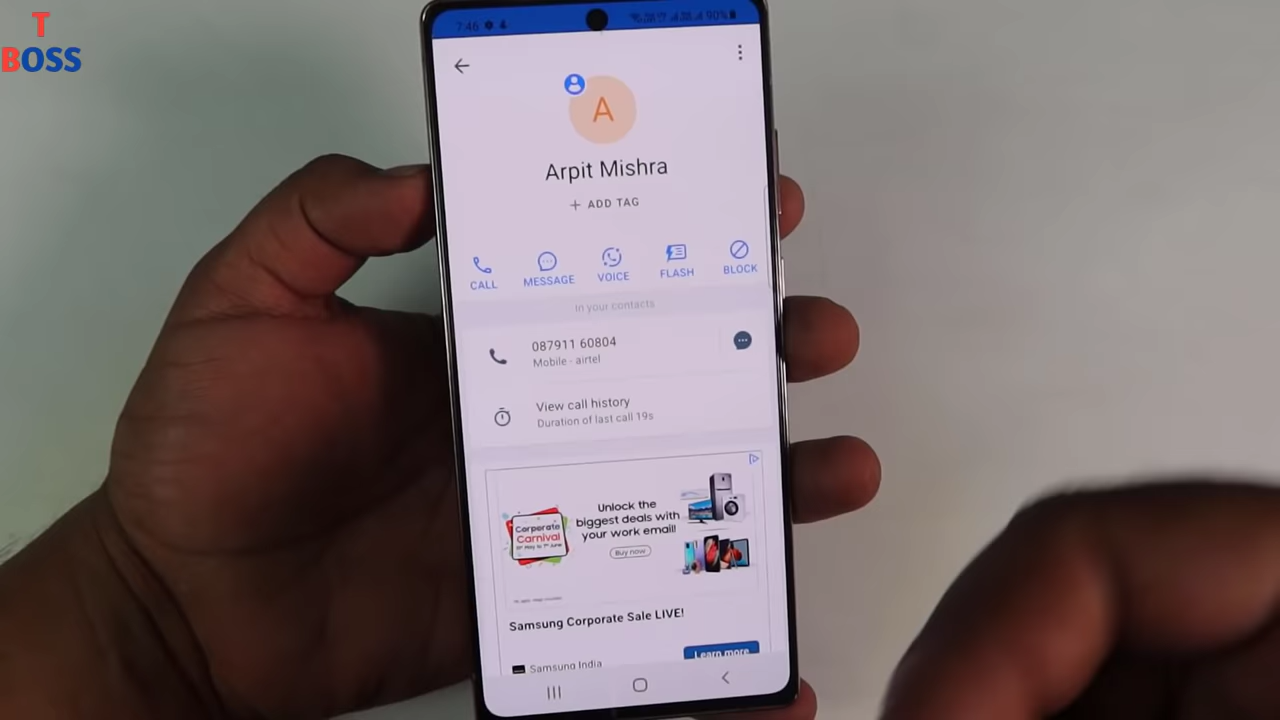 T
BOSS
7:46
90%
A
Arpit Mishra
+ ADD TAG
CALL
MESSAGE
VOICE
FLASH
BLOCK
In your contacts
087911 60804
Mobile - airtel
View call history
Duration of last call 19s
Corporate
Carnival
Unlock the
biggest deals with
your work email!
Buy now
Samsung Corporate Sale LIVE!
Samsung India
Learn more